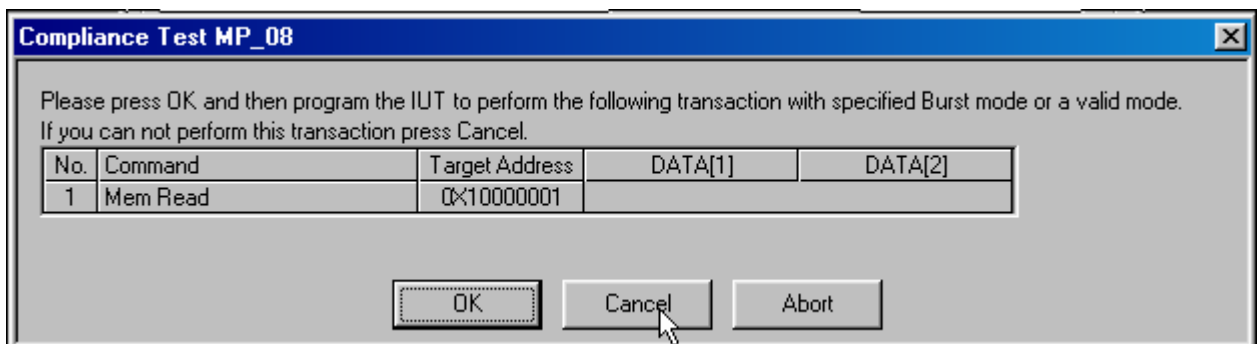 Compliance Test MP_08
Please press OK and then program the IUT to perform the following transaction with specified Burst mode or a valid mode.
If you can not perform this transaction press Cancel.
No. Command Target Address DATA[1] DATA[2]
1 Mem Read 0X10000001
OK Cancel Abort